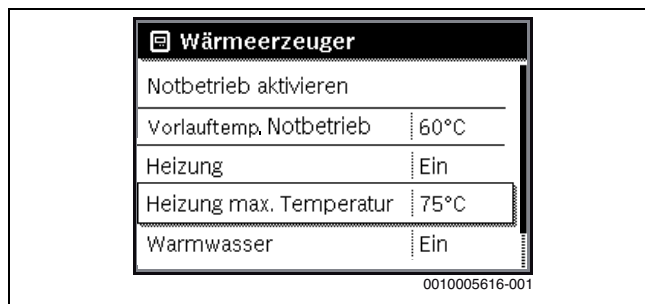 Wärmeerzeuger
Notbetrieb aktivieren
Vorlauftemp. Notbetrieb 60°C
Heizung Ein
Heizung max. Temperatur 75°C
Warmwasser Ein
0010005616-001